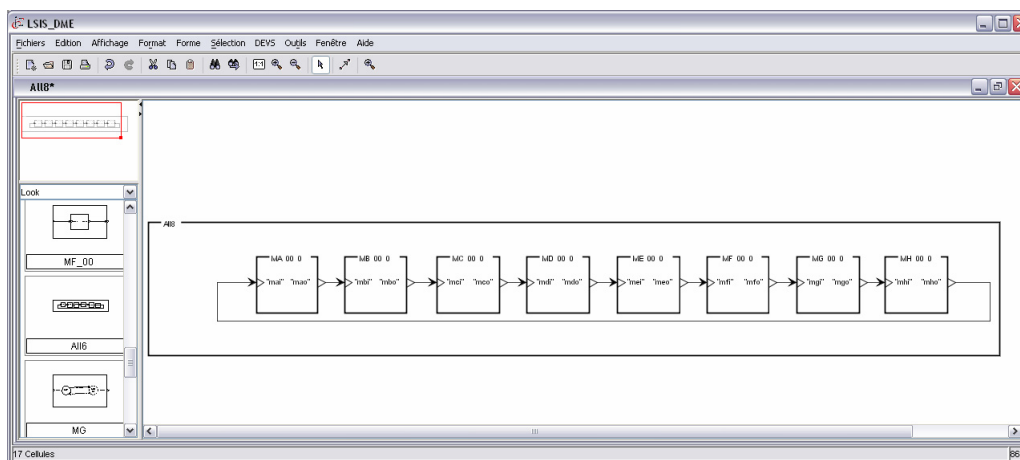 LSIS_DME
Fichiers Edition Affichage Format Forme Sélection DEVS Outils Fenêtre Aide
1:1
All8*
Look
MF_00
All6
MG
All8
MA 00 0 MB 00 0 MC 00 0 MD 00 0 ME 00 0 MF 00 0 MG 00 0 MH 00 0
"mai" "mao" "mbi" "mbo" "mci" "mco" "mdi" "mdo" "mei" "meo" "mfi" "mfo" "mgi" "mgo" "mhi" "mho"
17 Cellules